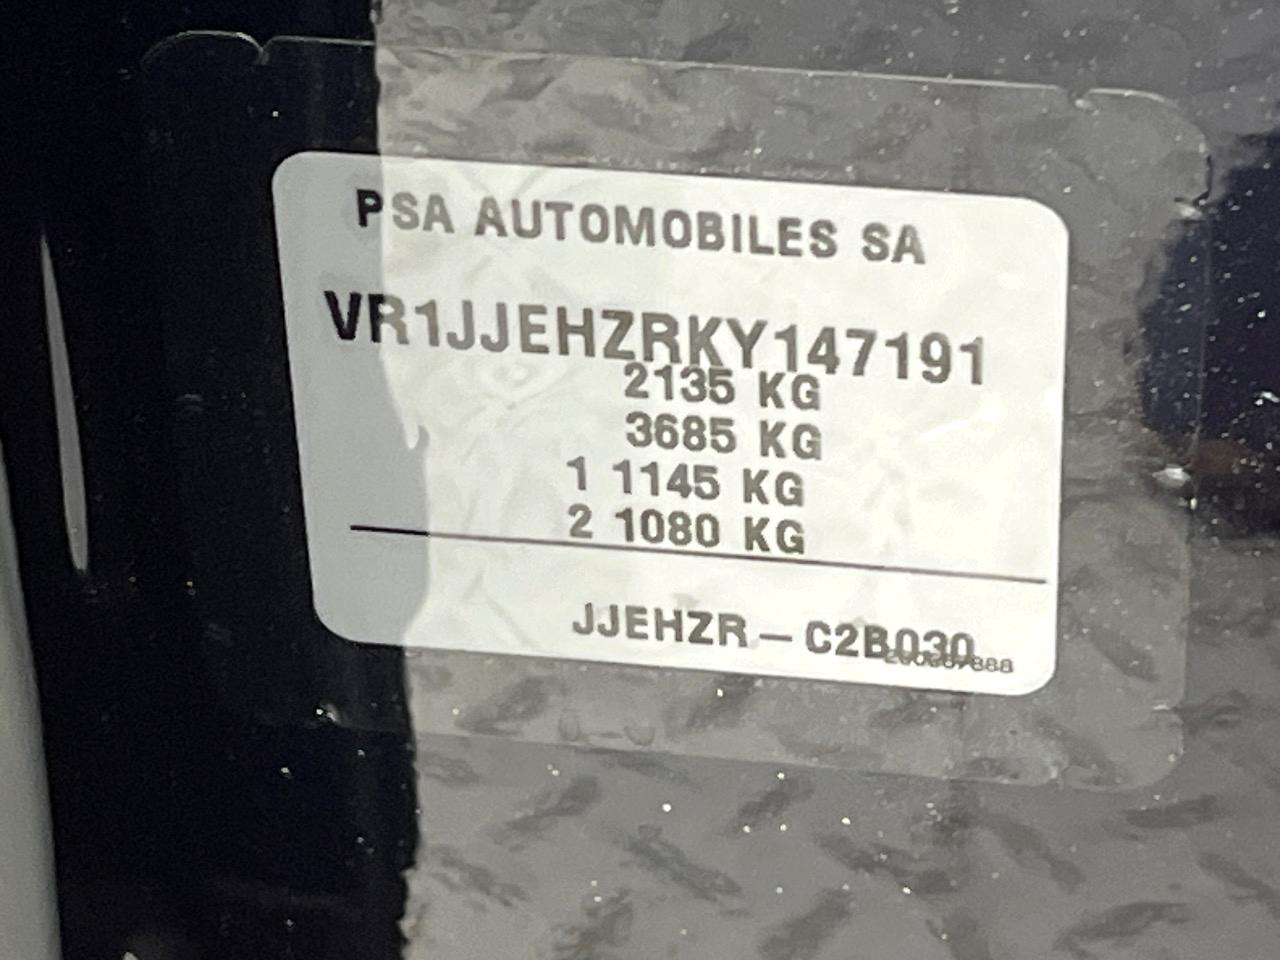 PSA AUTOMOBILES SA
VR1JJEHZRKY147191
2135 KG
3685 KG
1 1145 KG
2 1080 KG
JJEHZR – C2B030